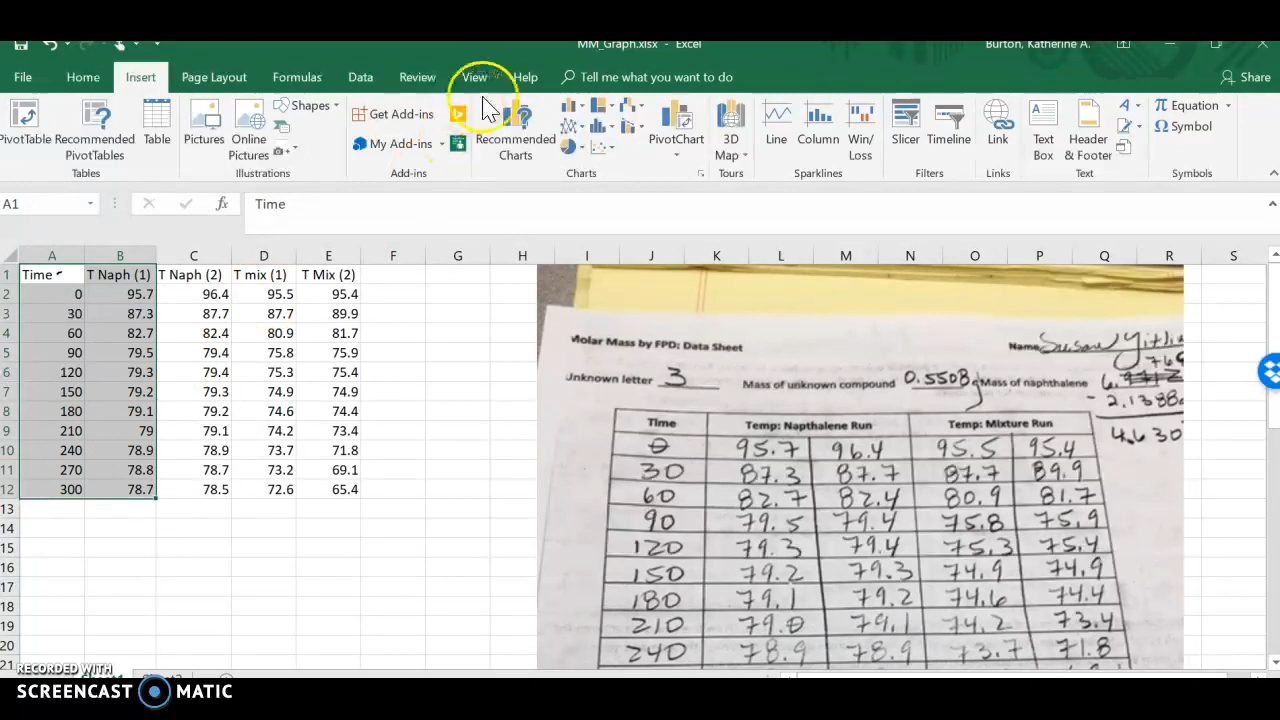 MM_Graph.xlsx - Excel
Burton, Katherine A.
File Home Insert Page Layout Formulas Data Review View Help Tell me what you want to do Share
PivotTable Recommended PivotTables Table Pictures Online Pictures Shapes Get Add-ins My Add-ins Recommended Charts PivotChart 3D Map Line Column Win/Loss Slicer Timeline Link Text Box Header & Footer Equation Symbol
Tables Illustrations Add-ins Charts Tours Sparklines Filters Links Text Symbols
A1 fx Time
A B C D E F G H I J K L M N O P Q R S
1 Time T Naph (1) T Naph (2) T mix (1) T Mix (2)
2 0 95.7 96.4 95.5 95.4
3 30 87.3 87.7 87.7 89.9
4 60 82.7 82.4 80.9 81.7
5 90 79.5 79.4 75.8 75.9
6 120 79.3 79.4 75.3 75.4
7 150 79.2 79.3 74.9 74.9
8 180 79.1 79.2 74.6 74.4
9 210 79 79.1 74.2 73.4
10 240 78.9 78.9 73.7 71.8
11 270 78.8 78.7 73.2 69.1
12 300 78.7 78.5 72.6 65.4
13
14
15
16
17
18
19
20
21
Molar Mass by FPD: Data Sheet Name Susan
Unknown letter 3 Mass of unknown compound 0.5508g Mass of naphthalene
- 2.1388
4.630
Time Temp: Napthalene Run Temp: Mixture Run
0 95.7 96.4 95.5 95.4
30 87.3 87.7 87.7 89.9
60 82.7 82.4 80.9 81.7
90 79.5 79.4 75.8 75.9
120 79.3 79.4 75.3 75.4
150 79.2 79.3 74.9 74.9
180 79.1 79.2 74.6 74.4
210 79.0 79.1 74.2 73.4
240 78.9 78.9 73.7 71.8
RECORDED WITH
SCREENCAST MATIC